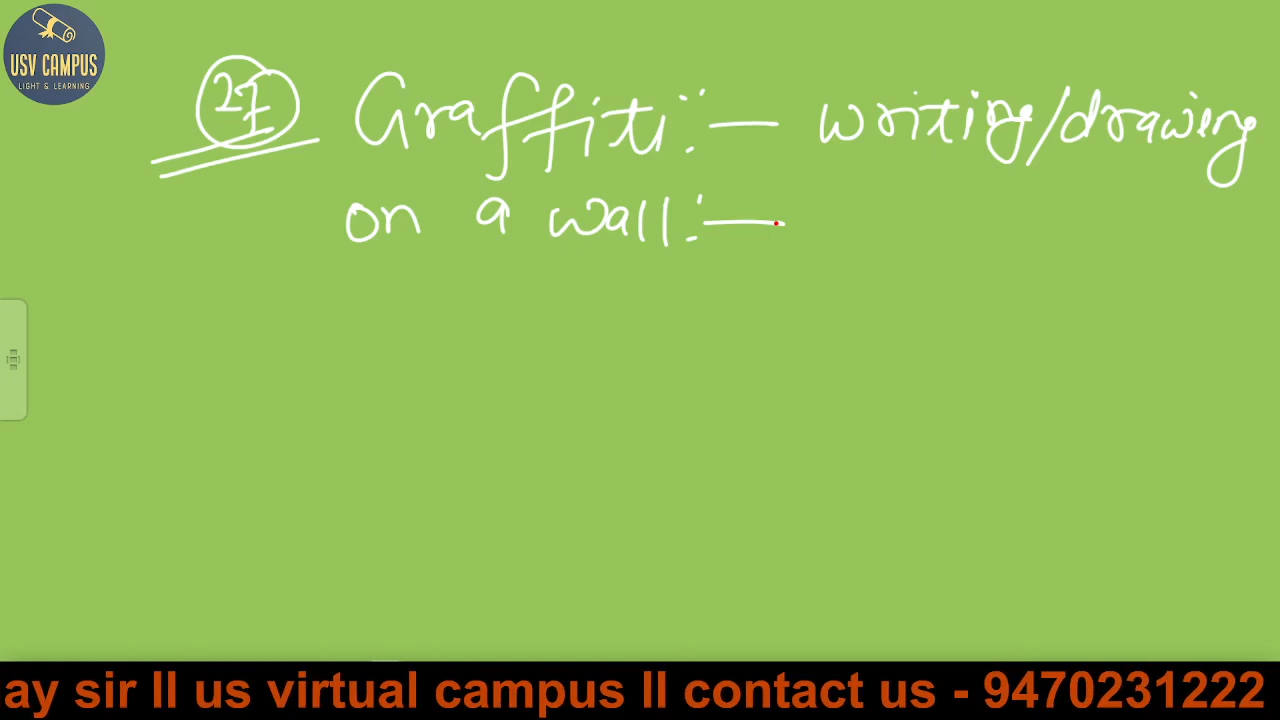 USV CAMPUS
LIGHT & LEARNING
27 Graffiti :— writing/drawing
on a wall :—
ay sir ll us virtual campus ll contact us - 9470231222